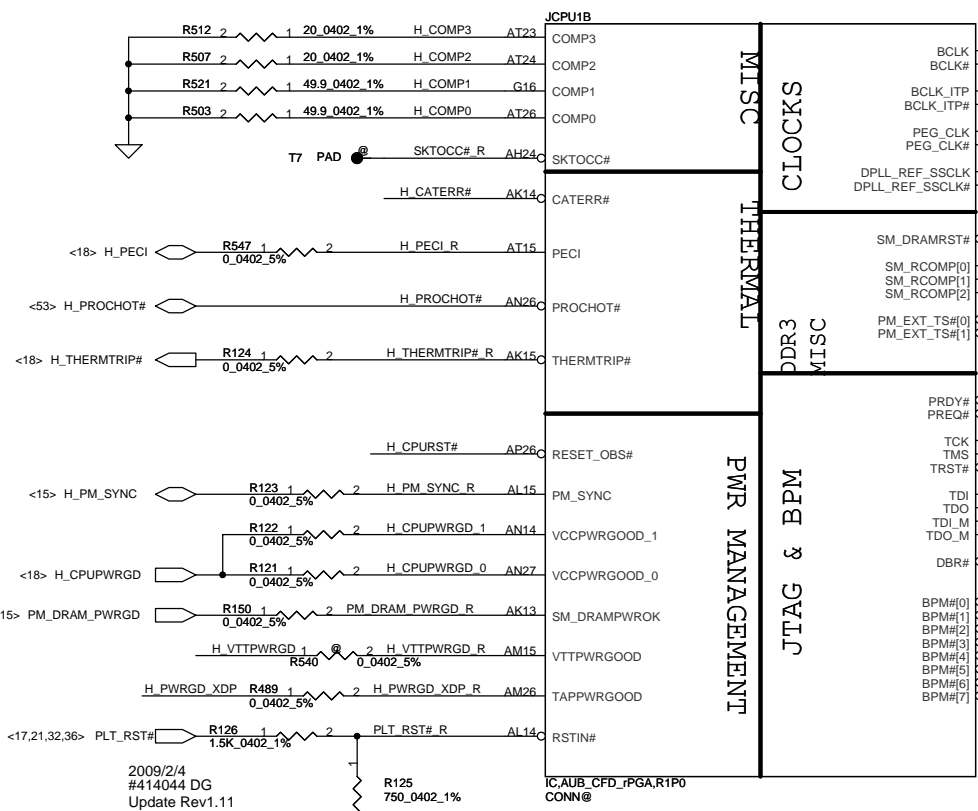 JCPU1B
R512 2 1 20_0402_1% H_COMP3 AT23 COMP3
R507 2 1 20_0402_1% H_COMP2 AT24 COMP2
R521 2 1 49.9_0402_1% H_COMP1 G16 COMP1
R503 2 1 49.9_0402_1% H_COMP0 AT26 COMP0
T7 PAD @ SKTOCC#_R AH24 SKTOCC#
MISC
H_CATERR# AK14 CATERR#
<18> H_PECI R547 1 2 H_PECI_R AT15 PECI
0_0402_5%
<53> H_PROCHOT# H_PROCHOT# AN26 PROCHOT#
<18> H_THERMTRIP# R124 1 2 H_THERMTRIP#_R AK15 THERMTRIP#
0_0402_5%
THERMAL
H_CPURST# AP26 RESET_OBS#
<15> H_PM_SYNC R123 1 2 H_PM_SYNC_R AL15 PM_SYNC
0_0402_5%
R122 1 2 H_CPUPWRGD_1 AN14 VCCPWRGOOD_1
0_0402_5%
<18> H_CPUPWRGD R121 1 2 H_CPUPWRGD_0 AN27 VCCPWRGOOD_0
0_0402_5%
15> PM_DRAM_PWRGD R150 1 2 PM_DRAM_PWRGD_R AK13 SM_DRAMPWROK
0_0402_5%
H_VTTPWRGD 1 @ 2 H_VTTPWRGD_R AM15 VTTPWRGOOD
R540 0_0402_5%
H_PWRGD_XDP R489 1 2 H_PWRGD_XDP_R AM26 TAPPWRGOOD
0_0402_5%
<17,21,32,36> PLT_RST# R126 1 2 PLT_RST#_R AL14 RSTIN#
1.5K_0402_1%
PWR MANAGEMENT
1
R125
750_0402_1%
2009/2/4
#414044 DG
Update Rev1.11
CLOCKS
BCLK
BCLK#
BCLK_ITP
BCLK_ITP#
PEG_CLK
PEG_CLK#
DPLL_REF_SSCLK
DPLL_REF_SSCLK#
DDR3
MISC
SM_DRAMRST#
SM_RCOMP[0]
SM_RCOMP[1]
SM_RCOMP[2]
PM_EXT_TS#[0]
PM_EXT_TS#[1]
JTAG & BPM
PRDY#
PREQ#
TCK
TMS
TRST#
TDI
TDO
TDI_M
TDO_M
DBR#
BPM#[0]
BPM#[1]
BPM#[2]
BPM#[3]
BPM#[4]
BPM#[5]
BPM#[6]
BPM#[7]
IC,AUB_CFD_rPGA,R1P0
CONN@